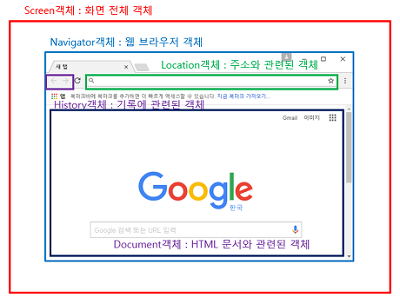 Screen객체 : 화면 전체 객체
Navigator객체 : 웹 브라우저 객체
새 탭
Location객체 : 주소와 관련된 객체
앱
북마크바에 북마크를 추가하면 더 빠르게 액세스할 수 있습니다. 지금 북마크 가져오기...
History객체 : 기록에 관련된 객체
Gmail 이미지
Google
한국
Google 검색 또는 URL 입력
Document객체 : HTML 문서와 관련된 객체